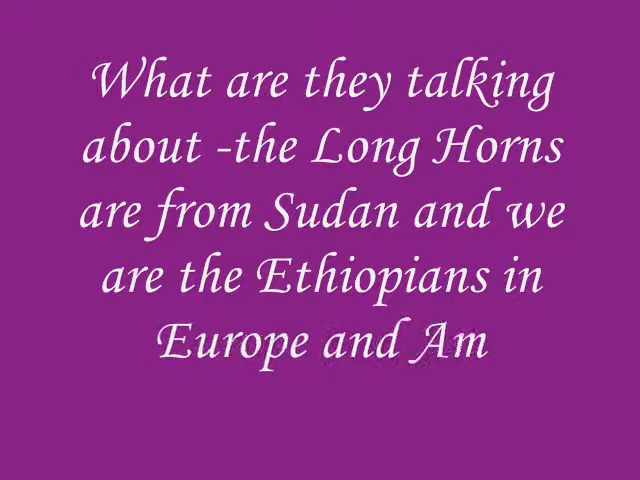 What are they talking
about -the Long Horns
are from Sudan and we
are the Ethiopians in
Europe and Am